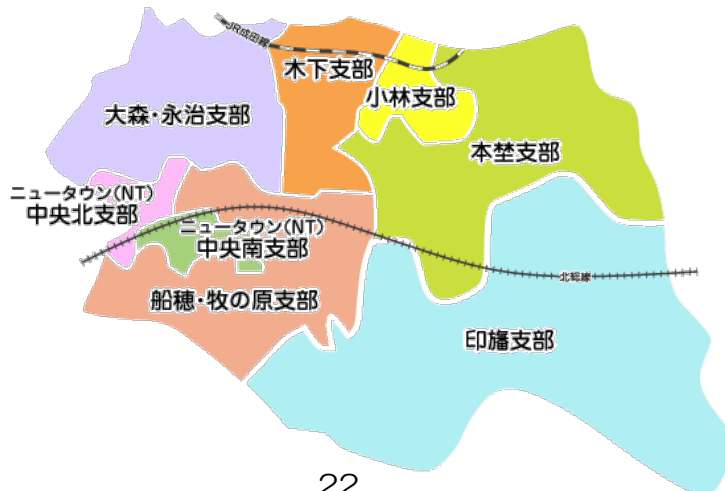 JR成田線
木下支部
小林支部
大森・永治支部
本埜支部
ニュータウン(NT)
中央北支部
ニュータウン(NT)
中央南支部
北総線
船穂・牧の原支部
印旛支部
22